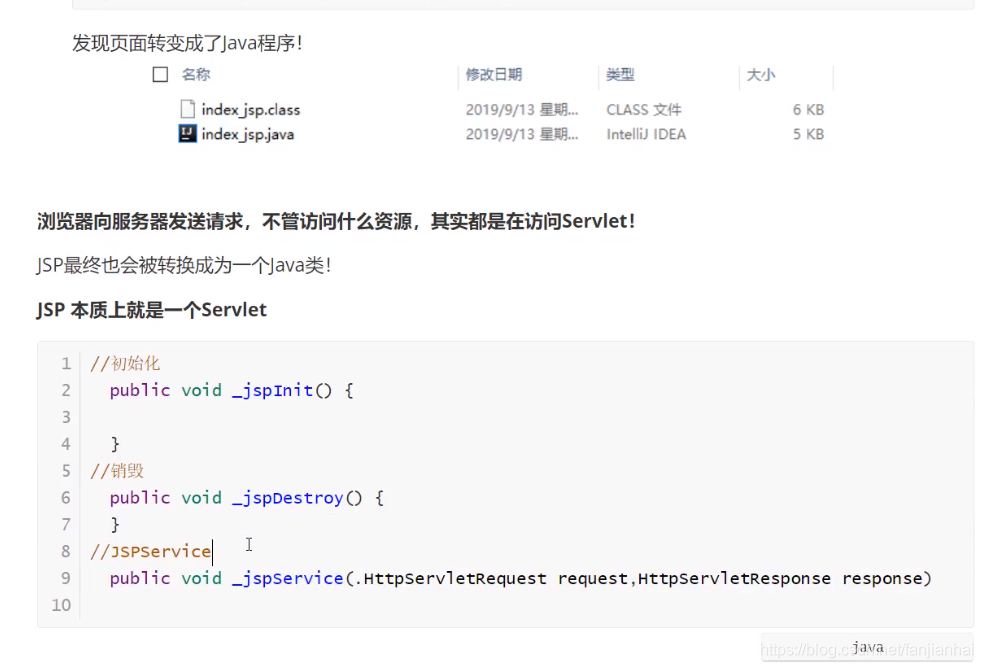 发现页面转变成了Java程序!
名称 修改日期 类型 大小
index_jsp.class 2019/9/13 星期... CLASS 文件 6 KB
index_jsp.java 2019/9/13 星期... IntelliJ IDEA 5 KB
浏览器向服务器发送请求，不管访问什么资源，其实都是在访问Servlet！
JSP最终也会被转换成为一个Java类！
JSP 本质上就是一个Servlet
1 //初始化
2 public void _jspInit() {
3
4 }
5 //销毁
6 public void _jspDestroy() {
7 }
8 //JSPService
9 public void _jspService(.HttpServletRequest request,HttpServletResponse response)
10
java
https://blog.csdn.net/fanjianhai